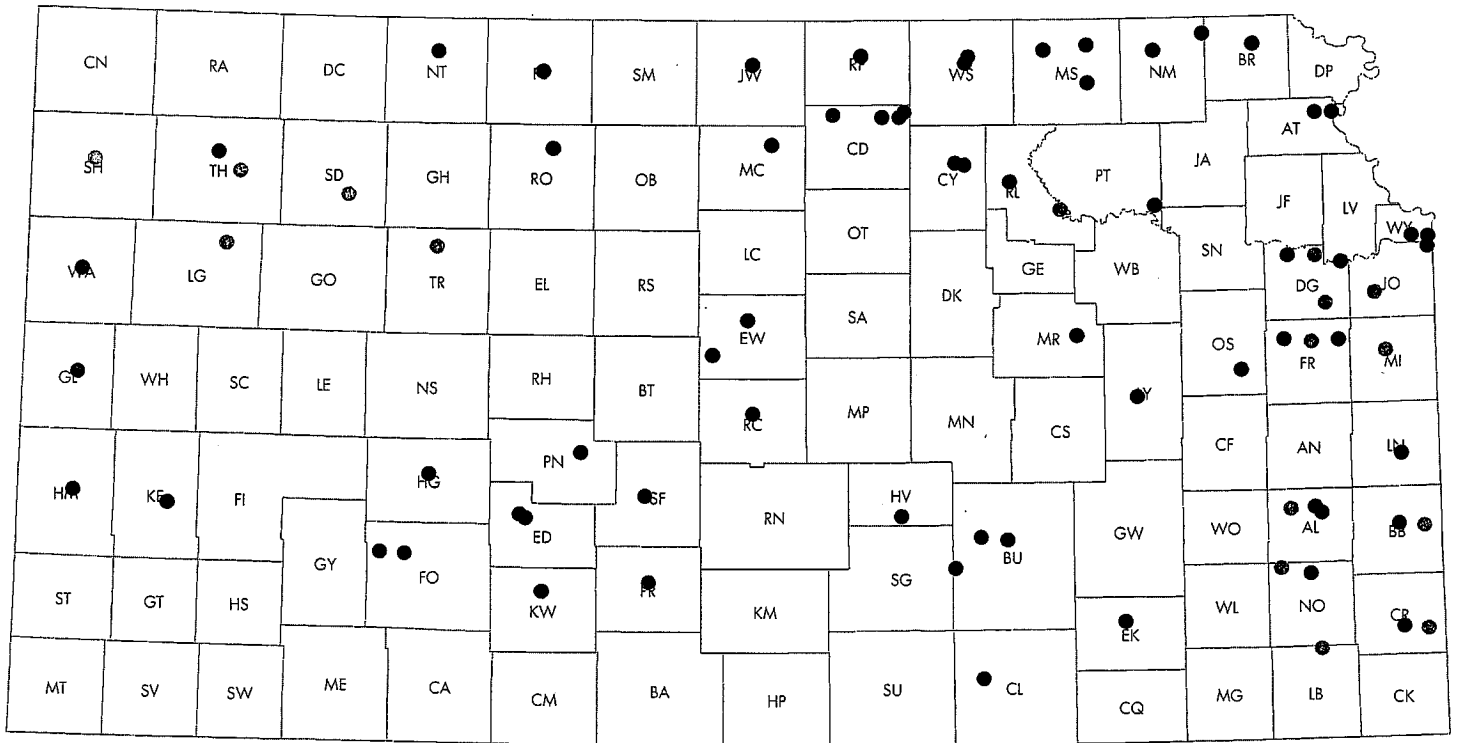 CN RA DC NT SM JW WS MS NM BR DP
SH TH SD GH RO OB MC CD CY RL PT JA AT
JF LV WY
WA LG GO TR EL RS LC OT GE WB SN DG JO
DK
EW SA MR OS FR MI
WH SC LE NS RH BT
RC MP MN CS LY CF AN LN
PN
HM KE FI HG SF RN HV
ED GW WO AL BB
GY FO SG BU
ST GT HS KW PR KM WL NO CR
EK
MT SV SW ME CA CM BA HP SU CL CQ MG LB CK